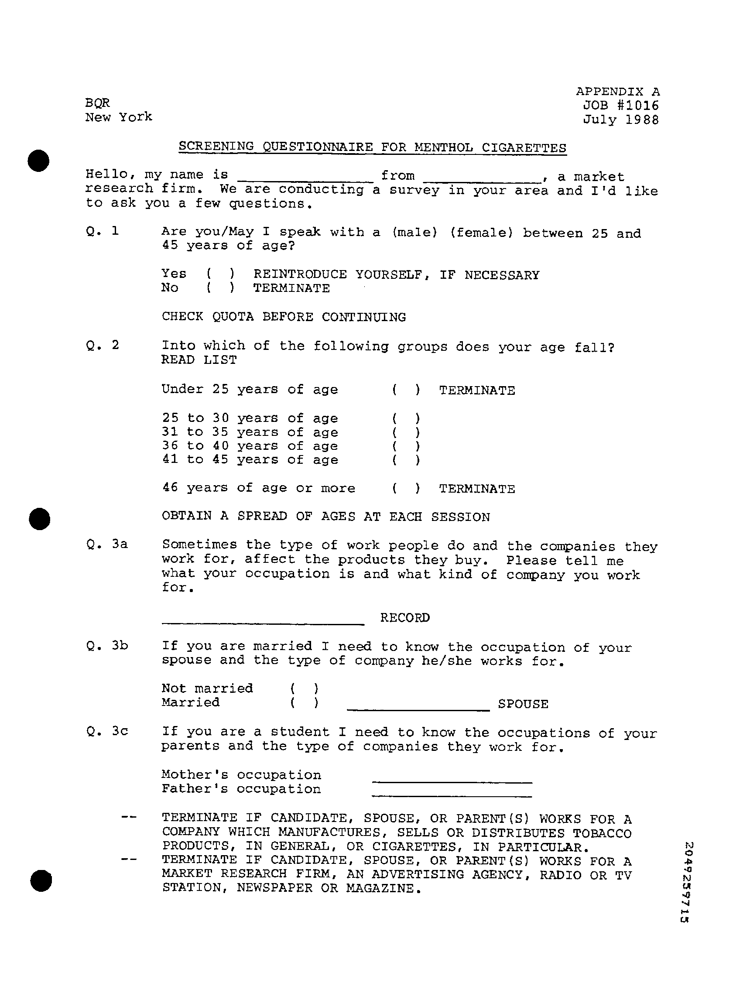 APPENDIX A
BQR JOB #1016
New York July 1988
SCREENING QUESTIONNAIRE FOR MENTHOL CIGARETTES
Hello, my name is ________________ from ______________, a market
research firm. We are conducting a survey in your area and I'd like
to ask you a few questions.
Q. 1 Are you/May I speak with a (male) (female) between 25 and
45 years of age?
Yes ( ) REINTRODUCE YOURSELF, IF NECESSARY
No ( ) TERMINATE
CHECK QUOTA BEFORE CONTINUING
Q. 2 Into which of the following groups does your age fall?
READ LIST
Under 25 years of age ( ) TERMINATE
25 to 30 years of age ( )
31 to 35 years of age ( )
36 to 40 years of age ( )
41 to 45 years of age ( )
46 years of age or more ( ) TERMINATE
OBTAIN A SPREAD OF AGES AT EACH SESSION
Q. 3a Sometimes the type of work people do and the companies they
work for, affect the products they buy. Please tell me
what your occupation is and what kind of company you work
for.
________________________ RECORD
Q. 3b If you are married I need to know the occupation of your
spouse and the type of company he/she works for.
Not married ( )
Married ( ) _________________ SPOUSE
Q. 3c If you are a student I need to know the occupations of your
parents and the type of companies they work for.
Mother's occupation ___________________
Father's occupation ___________________
-- TERMINATE IF CANDIDATE, SPOUSE, OR PARENT(S) WORKS FOR A
COMPANY WHICH MANUFACTURES, SELLS OR DISTRIBUTES TOBACCO
PRODUCTS, IN GENERAL, OR CIGARETTES, IN PARTICULAR.
-- TERMINATE IF CANDIDATE, SPOUSE, OR PARENT(S) WORKS FOR A
MARKET RESEARCH FIRM, AN ADVERTISING AGENCY, RADIO OR TV
STATION, NEWSPAPER OR MAGAZINE.
2049259715